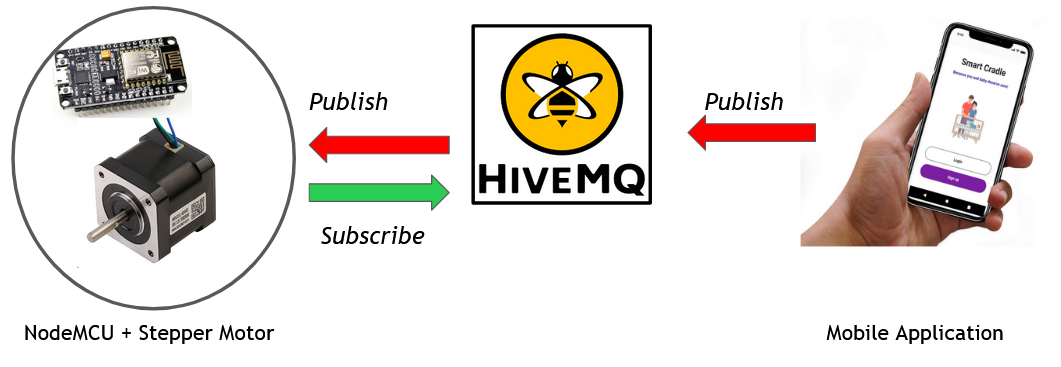 Publish
Subscribe
HIVEMQ
Publish
Smart Cradle
Because you and baby deserve best!
Login
Sign up
NodeMCU + Stepper Motor
Mobile Application